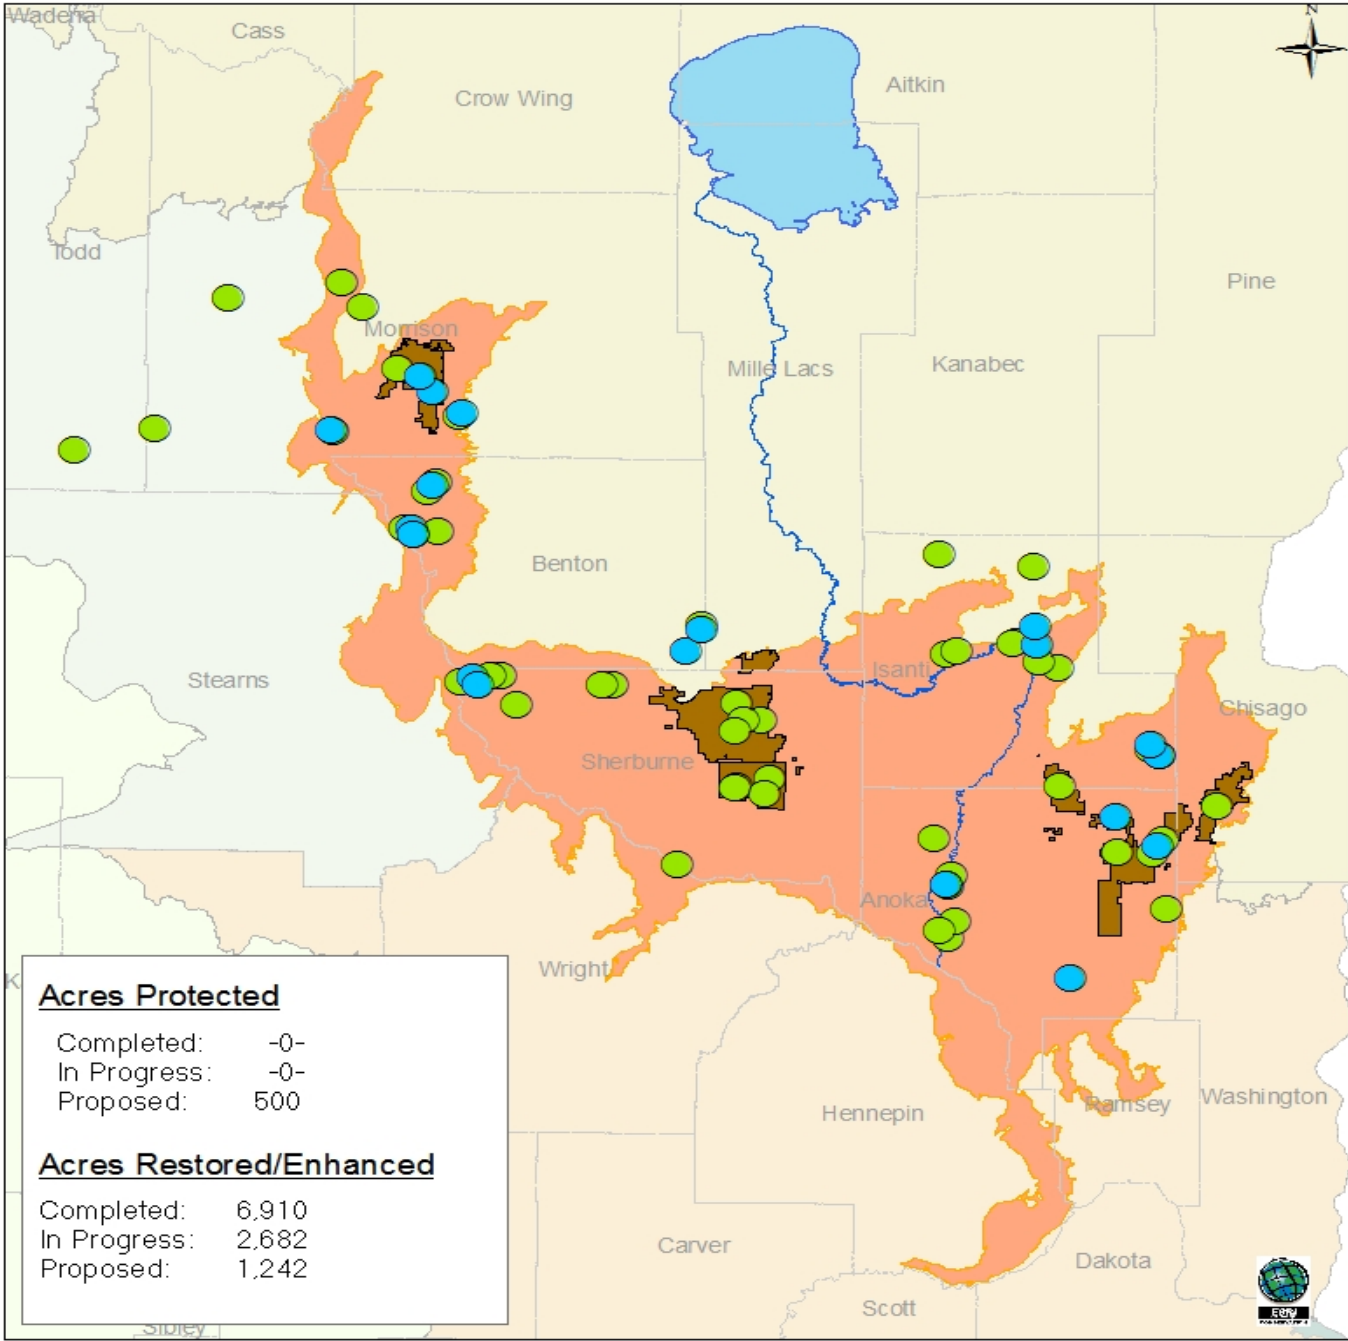 Wadena
Cass
N
Crow Wing
Aitkin
Todd
Pine
Morrison
Mille Lacs
Kanabec
Benton
Stearns
Isanti
Chisago
Sherburne
Anoka
Wright
K
Acres Protected
Completed: -0-
In Progress: -0-
Proposed: 500
Acres Restored/Enhanced
Completed: 6,910
In Progress: 2,682
Proposed: 1,242
Hennepin
Ramsey
Washington
Carver
Dakota
Scott
Sibley